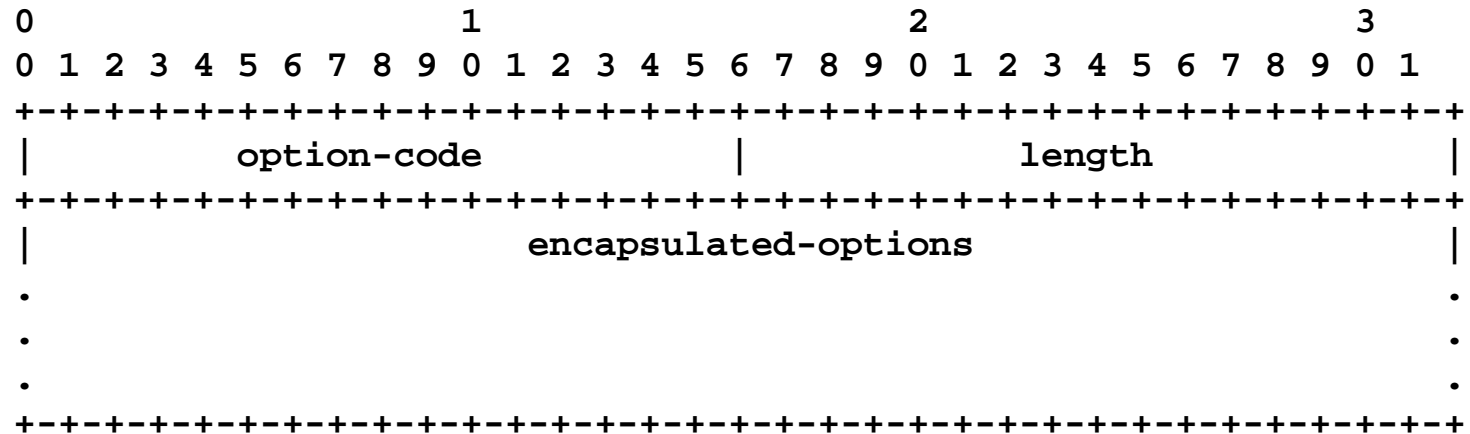 0                   1                   2                   3
0 1 2 3 4 5 6 7 8 9 0 1 2 3 4 5 6 7 8 9 0 1 2 3 4 5 6 7 8 9 0 1
+-+-+-+-+-+-+-+-+-+-+-+-+-+-+-+-+-+-+-+-+-+-+-+-+-+-+-+-+-+-+-+-+
|         option-code           |            length             |
+-+-+-+-+-+-+-+-+-+-+-+-+-+-+-+-+-+-+-+-+-+-+-+-+-+-+-+-+-+-+-+-+
|                      encapsulated-options                     |
.                                                               .
.                                                               .
.                                                               .
+-+-+-+-+-+-+-+-+-+-+-+-+-+-+-+-+-+-+-+-+-+-+-+-+-+-+-+-+-+-+-+-+